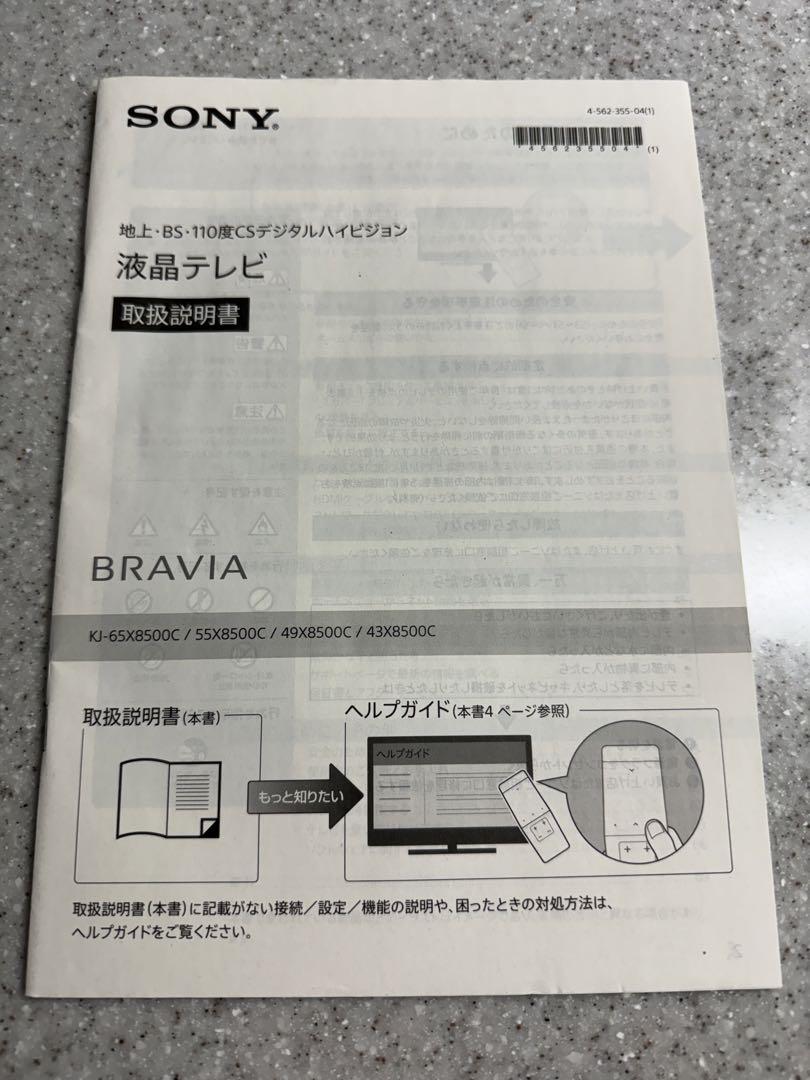 SONY®
4-562-355-04(1)
*456235504*(1)
地上・BS・110度CSデジタルハイビジョン
液晶テレビ
取扱説明書
BRAVIA
KJ-65X8500C / 55X8500C / 49X8500C / 43X8500C
取扱説明書(本書)
もっと知りたい
ヘルプガイド(本書4 ページ参照)
ヘルプガイド
取扱説明書(本書)に記載がない接続/設定/機能の説明や、困ったときの対処方法は、
ヘルプガイドをご覧ください。